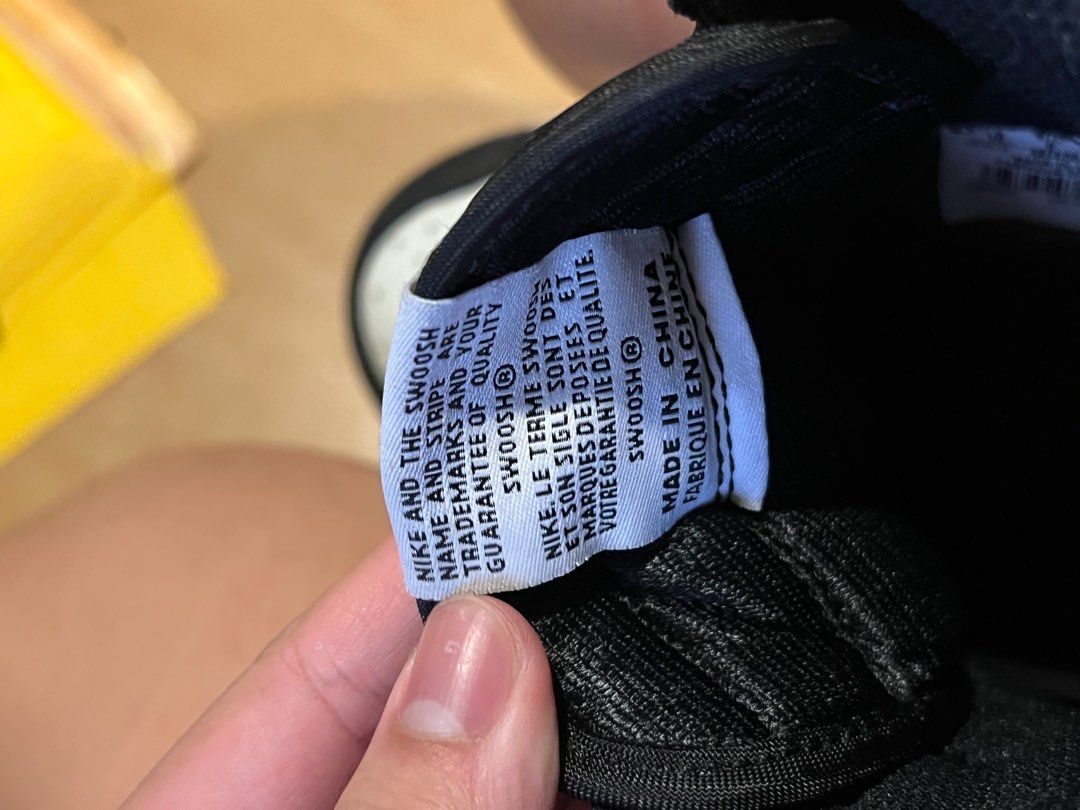 NIKE AND THE SWOOSH
NAME AND STRIPE ARE
TRADEMARKS AND YOUR
GUARANTEE OF QUALITY
SWOOSH®
NIKE. LE TERME SWOOSH
ET SON SIGLE SONT DES
MARQUES DEPOSEES ET
VOTRE GARANTIE DE QUALITE.
SWOOSH®
MADE IN CHINA
FABRIQUE EN CHINE